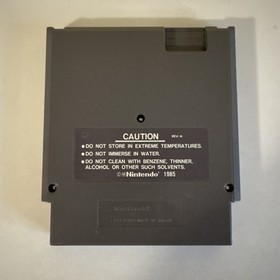 CAUTION
REV-A
● DO NOT STORE IN EXTREME TEMPERATURES.
● DO NOT IMMERSE IN WATER.
● DO NOT CLEAN WITH BENZENE, THINNER,
ALCOHOL OR OTHER SUCH SOLVENTS.
©®Nintendo 1985